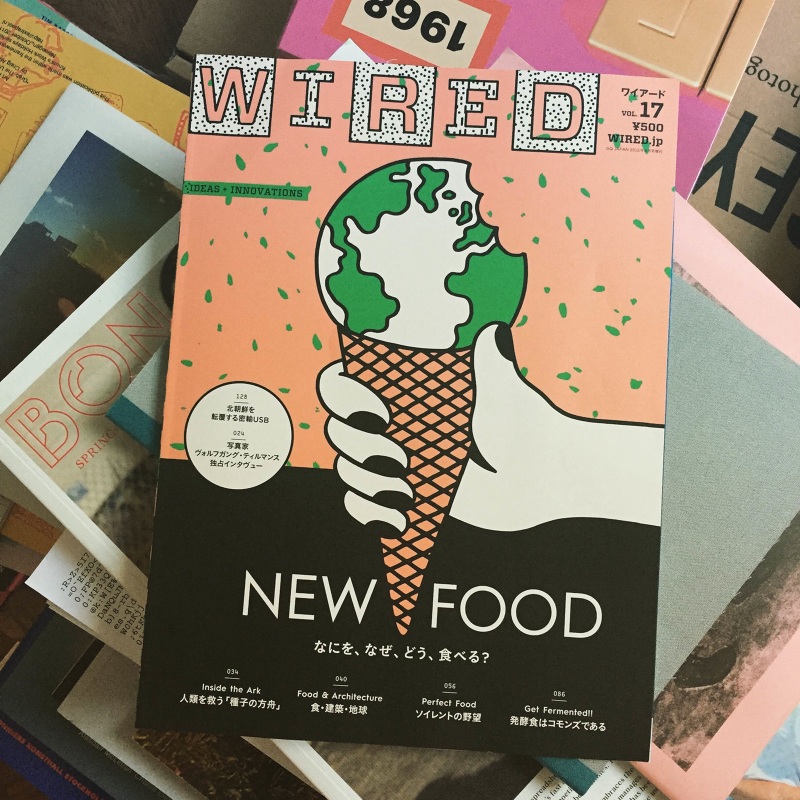 1968
WIRED
ワイアード
VOL. 17
¥500
WIRED.jp
IDEAS + INNOVATIONS
128
北朝鮮を
転覆する密輸USB
024
写真家
ヴォルフガング・ティルマンス
独占インタヴュー
BON
SPRING
NEW FOOD
なにを、なぜ、どう、食べる?
034
Inside the Ark
人類を救う「種子の方舟」
040
Food & Architecture
食・建築・地球
056
Perfect Food
ソイレントの野望
086
Get Fermented!!
発酵食はコモンズである